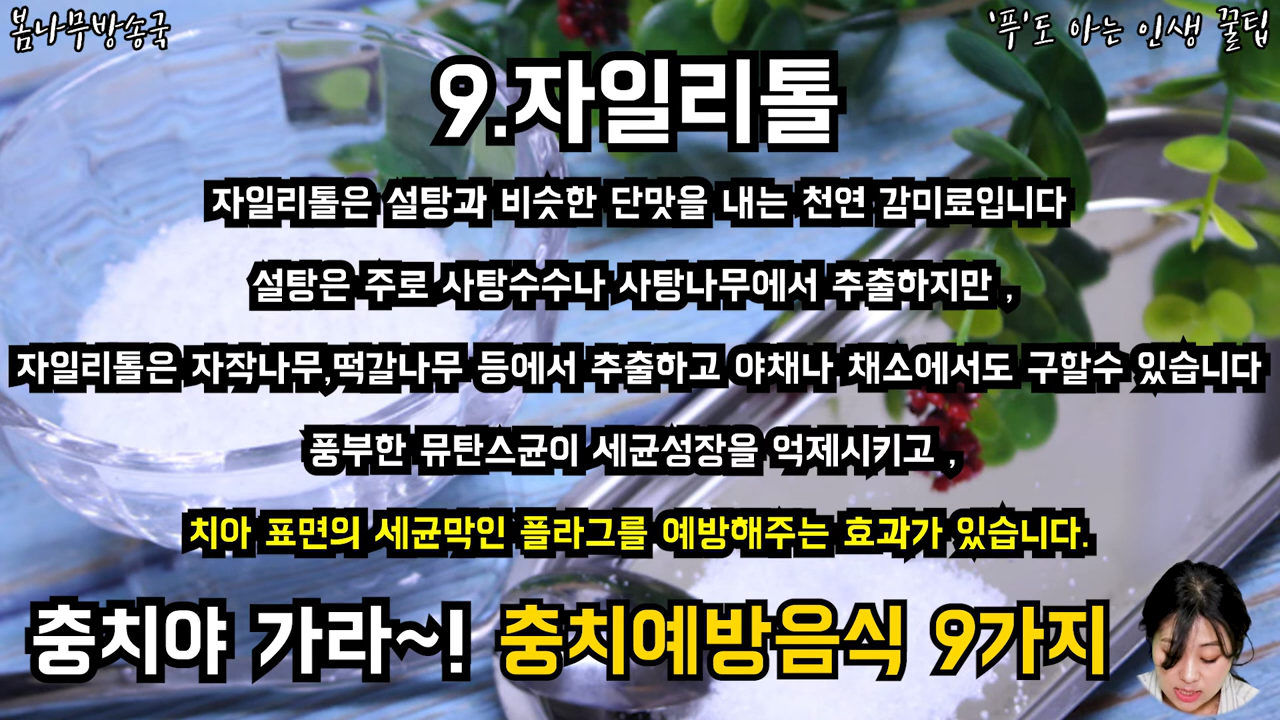 봄나무방송국
'푸'도 아는 인생 꿀팁
9.자일리톨
자일리톨은 설탕과 비슷한 단맛을 내는 천연 감미료입니다
설탕은 주로 사탕수수나 사탕나무에서 추출하지만 ,
자일리톨은 자작나무,떡갈나무 등에서 추출하고 야채나 채소에서도 구할수 있습니다
풍부한 뮤탄스균이 세균성장을 억제시키고 ,
치아 표면의 세균막인 플라그를 예방해주는 효과가 있습니다.
충치야 가라~! 충치예방음식 9가지